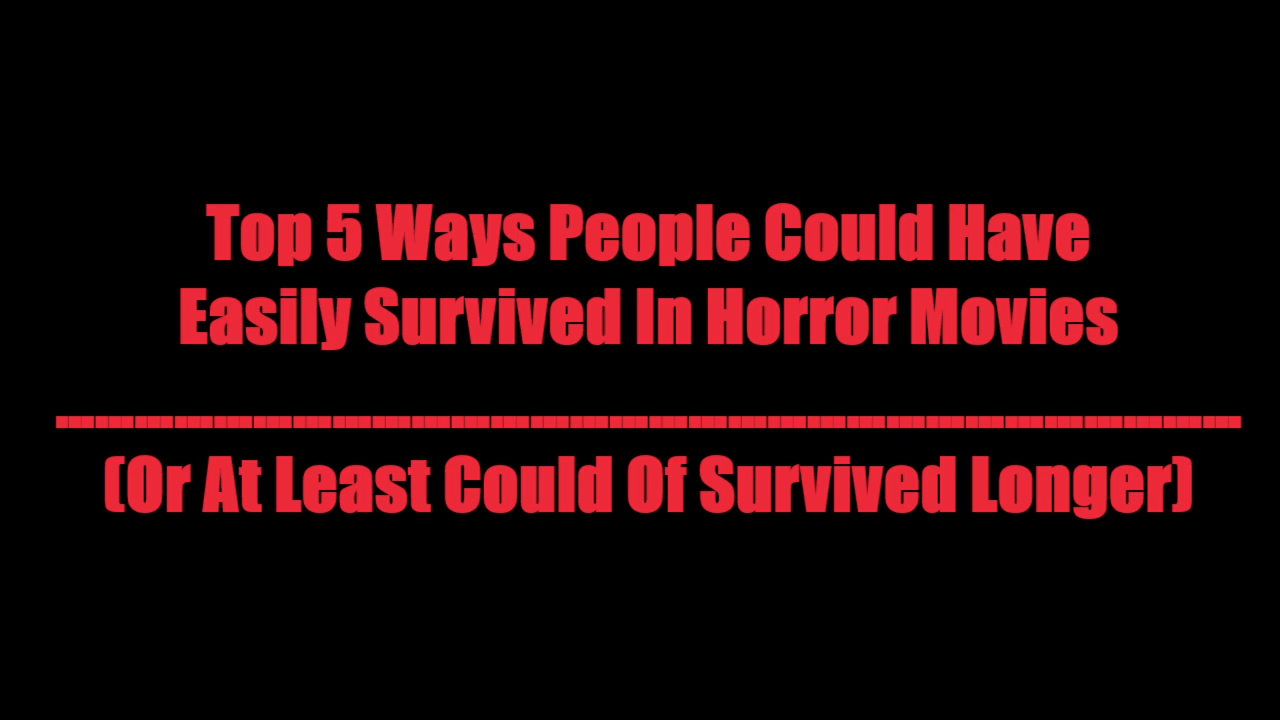 Top 5 Ways People Could Have
Easily Survived In Horror Movies
(Or At Least Could Of Survived Longer)